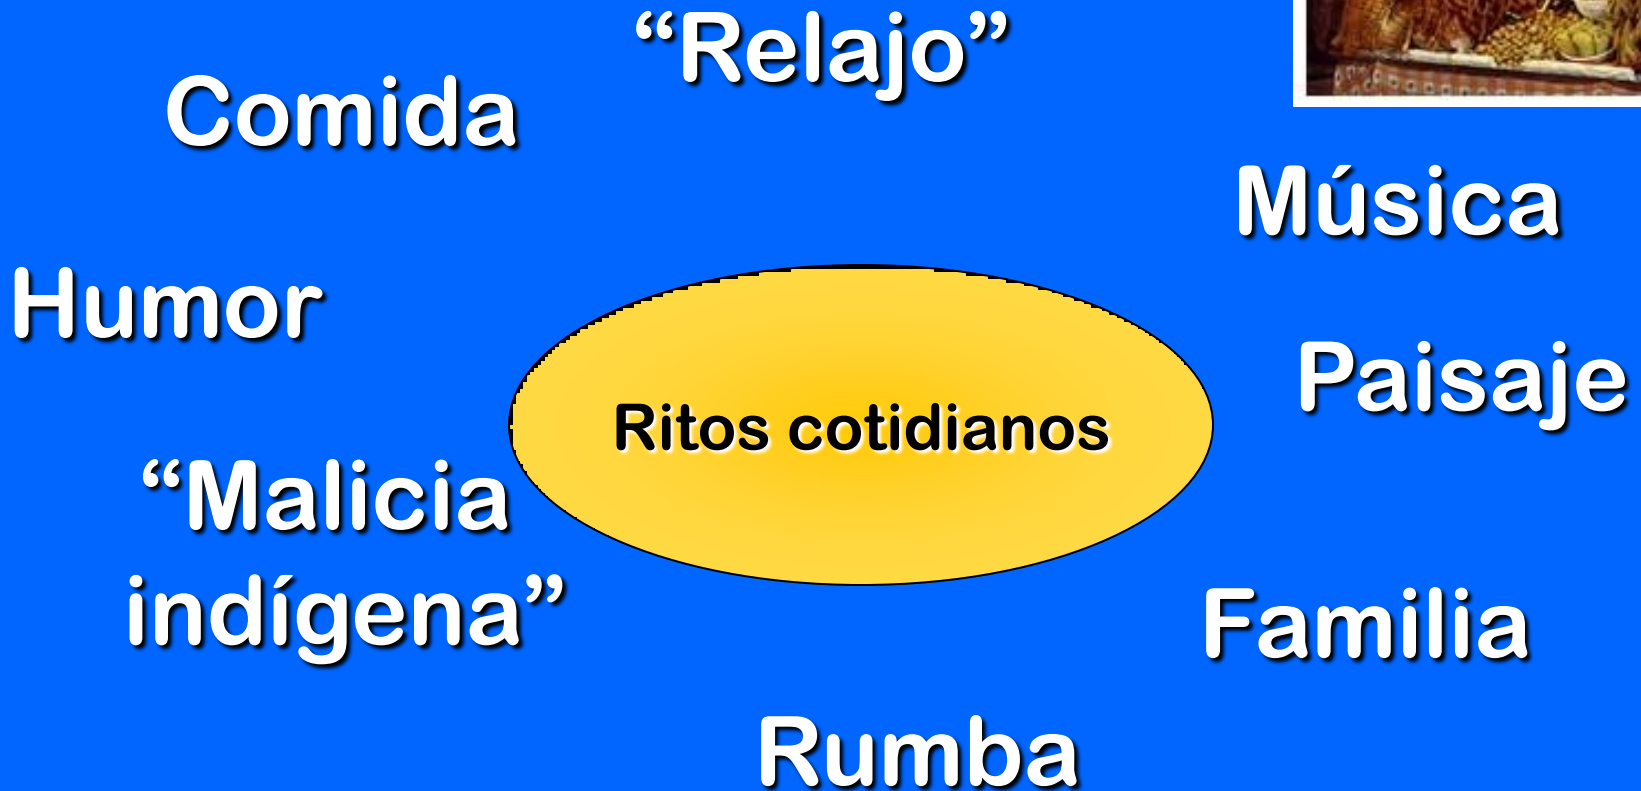 “Relajo”
Comida
Música
Humor
Paisaje
Ritos cotidianos
“Malicia
indígena”
Familia
Rumba